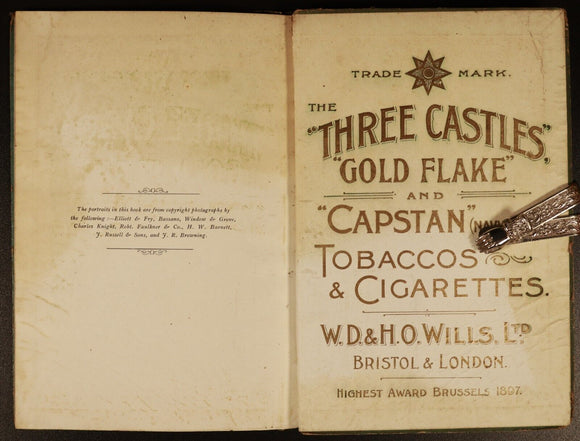 The portraits in this book are from copyright photographs by
the following :—Elliott & Fry, Bassano, Window & Grove,
Charles Knight, Robt. Faulkner & Co., H. W. Barnett,
J. Russell & Sons, and J. R. Browning.
TRADE MARK.
THE
"THREE CASTLES",
"GOLD FLAKE"
AND
"CAPSTAN"
TOBACCOS
& CIGARETTES.
W.D.&H.O.WILLS, LTD
BRISTOL & LONDON.
HIGHEST AWARD BRUSSELS 1897.